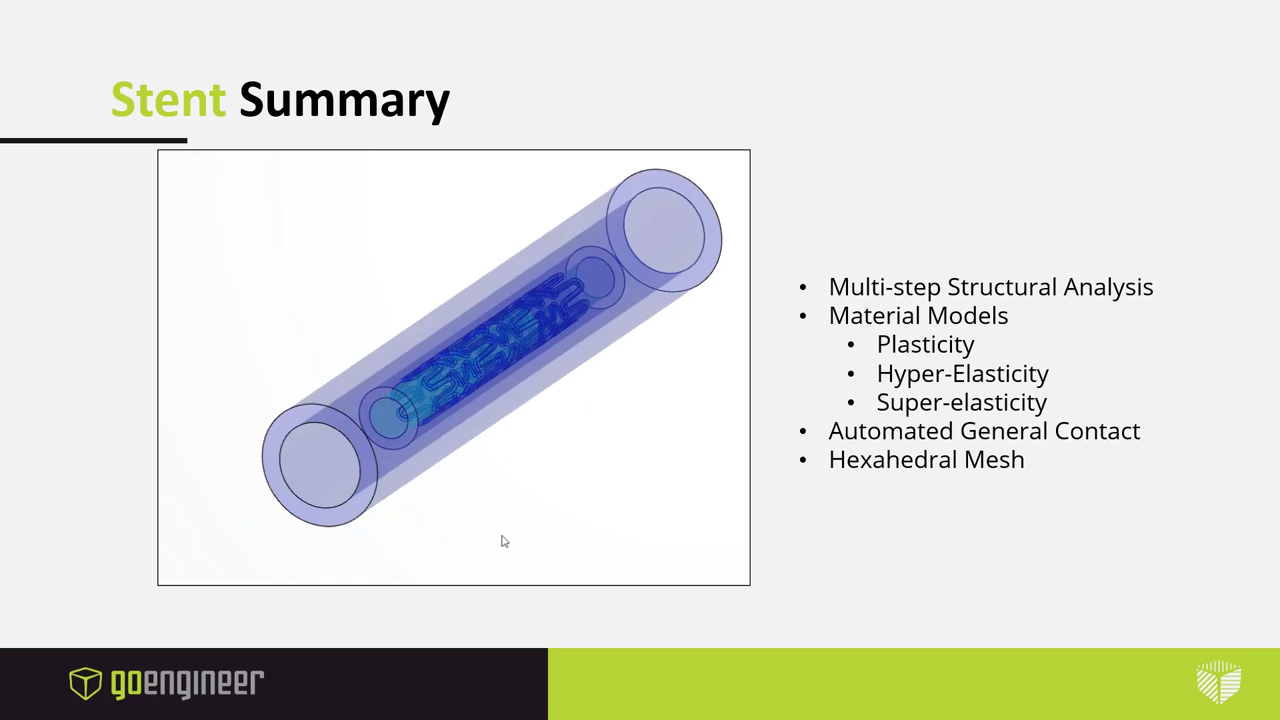 Stent Summary
• Multi-step Structural Analysis
• Material Models
• Plasticity
• Hyper-Elasticity
• Super-elasticity
• Automated General Contact
• Hexahedral Mesh
goengineer